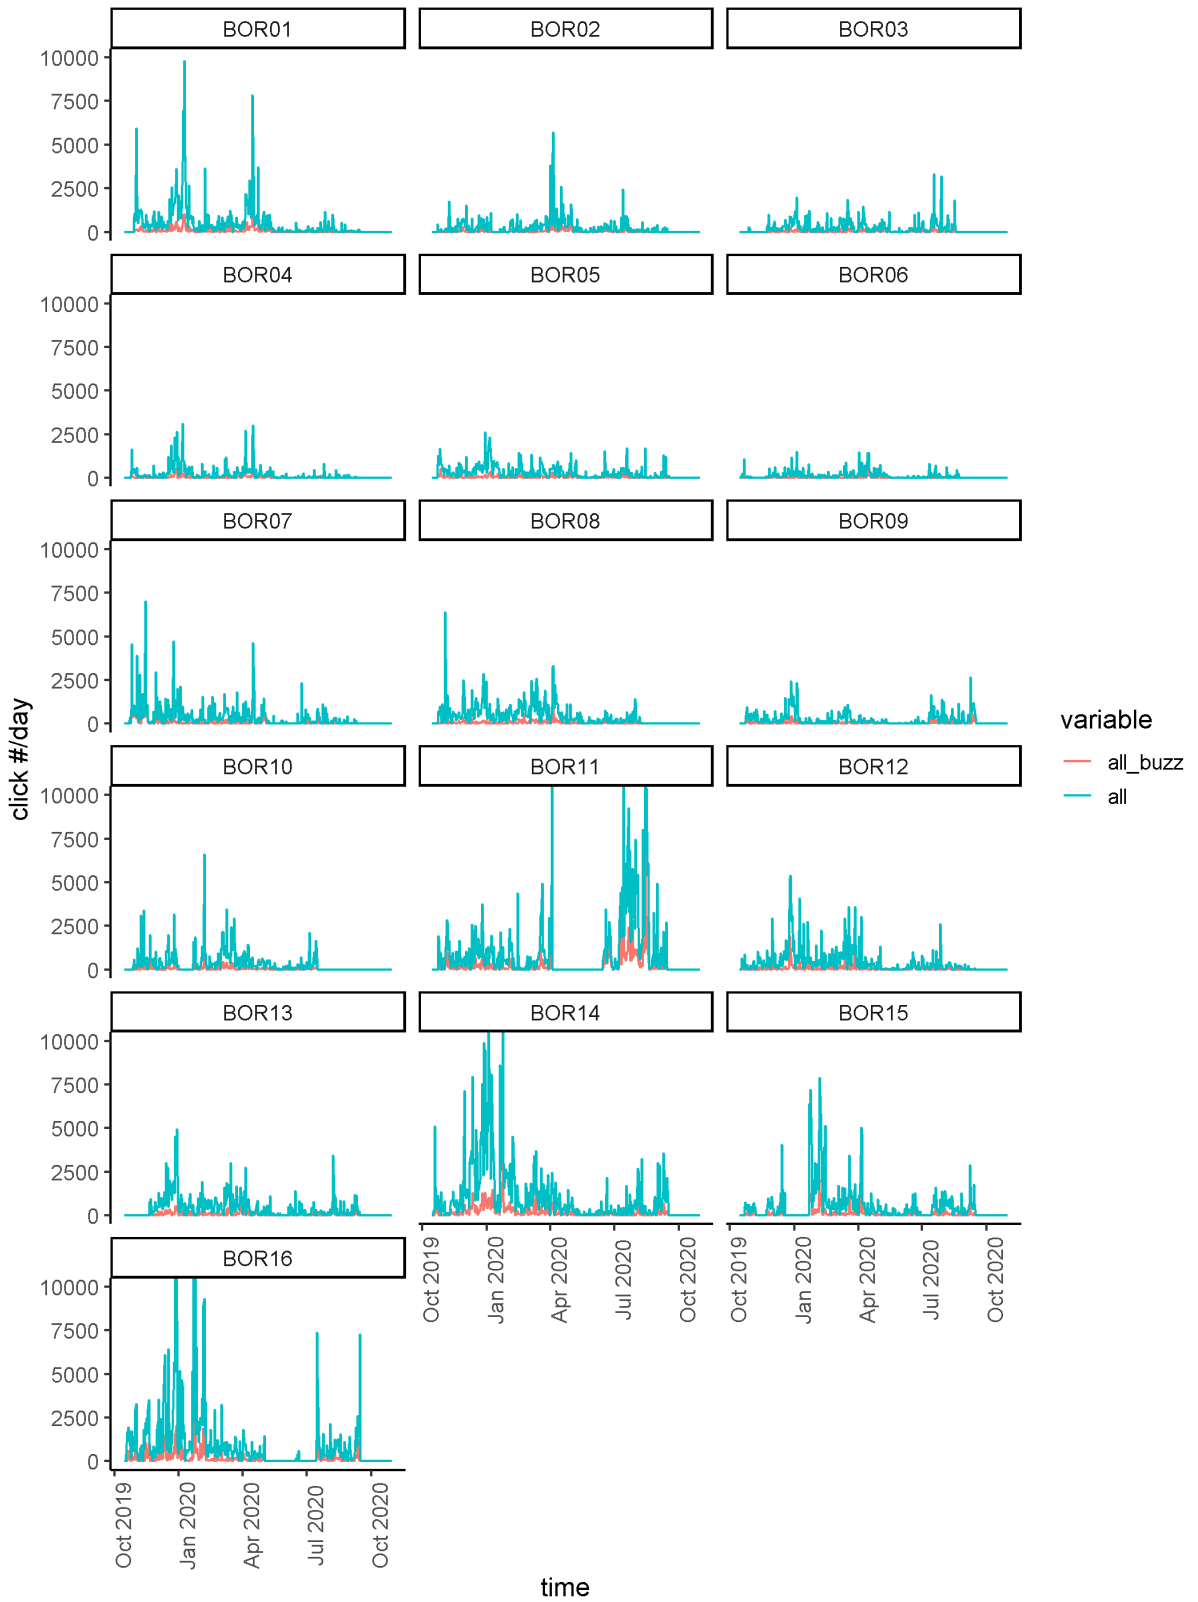 BOR01
BOR02
BOR03
10000
7500
5000
2500
0
BOR04
BOR05
BOR06
10000
7500
5000
2500
0
BOR07
BOR08
BOR09
10000
7500
5000
2500
0
BOR10
BOR11
BOR12
10000
7500
5000
2500
0
BOR13
BOR14
BOR15
10000
7500
5000
2500
0
Oct 2019
Jan 2020
Apr 2020
Jul 2020
Oct 2020
Oct 2019
Jan 2020
Apr 2020
Jul 2020
Oct 2020
BOR16
10000
7500
5000
2500
0
Oct 2019
Jan 2020
Apr 2020
Jul 2020
Oct 2020
click #/day
time
variable
all_buzz
all